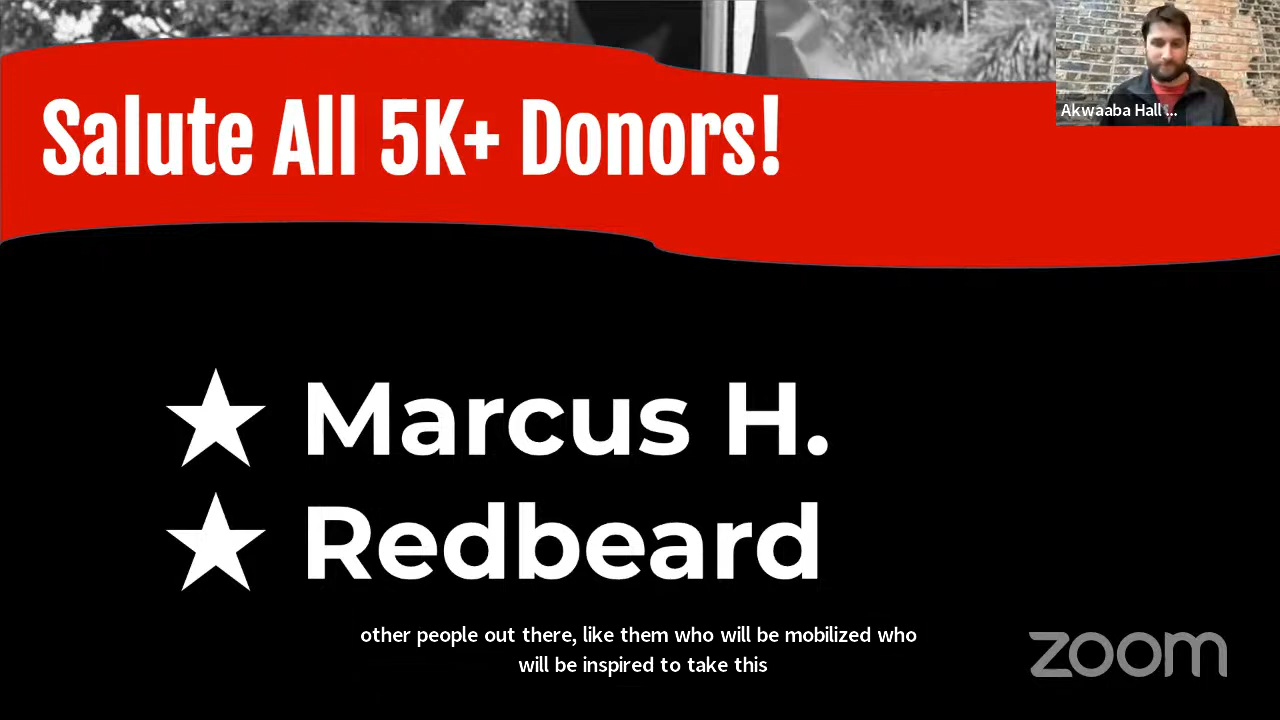 Akwaaba Hall ...
Salute All 5K+ Donors!
Marcus H.
Redbeard
other people out there, like them who will be mobilized who
will be inspired to take this
zoom